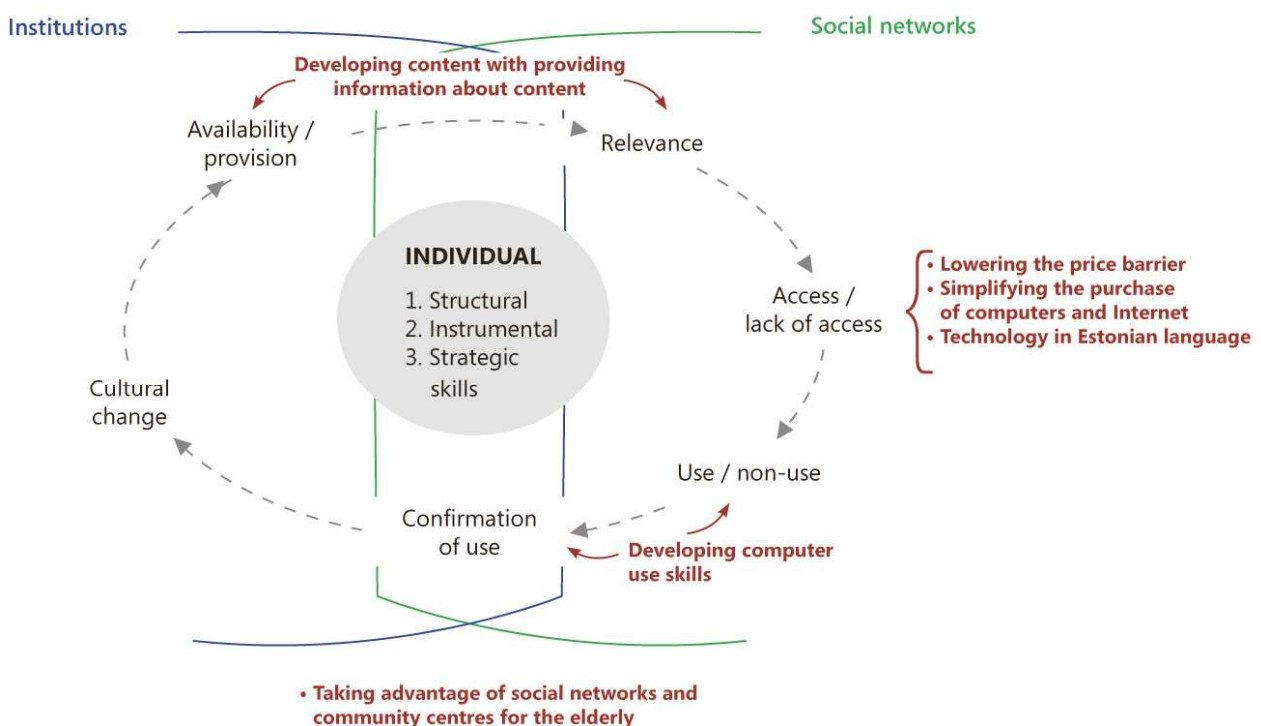 Institutions
Social networks
Developing content with providing
information about content
Availability /
provision
Relevance
INDIVIDUAL
1. Structural
2. Instrumental
3. Strategic
skills
Access /
lack of access
• Lowering the price barrier
• Simplifying the purchase
of computers and Internet
• Technology in Estonian language
Cultural
change
Use / non-use
Confirmation
of use
Developing computer
use skills
• Taking advantage of social networks and
community centres for the elderly